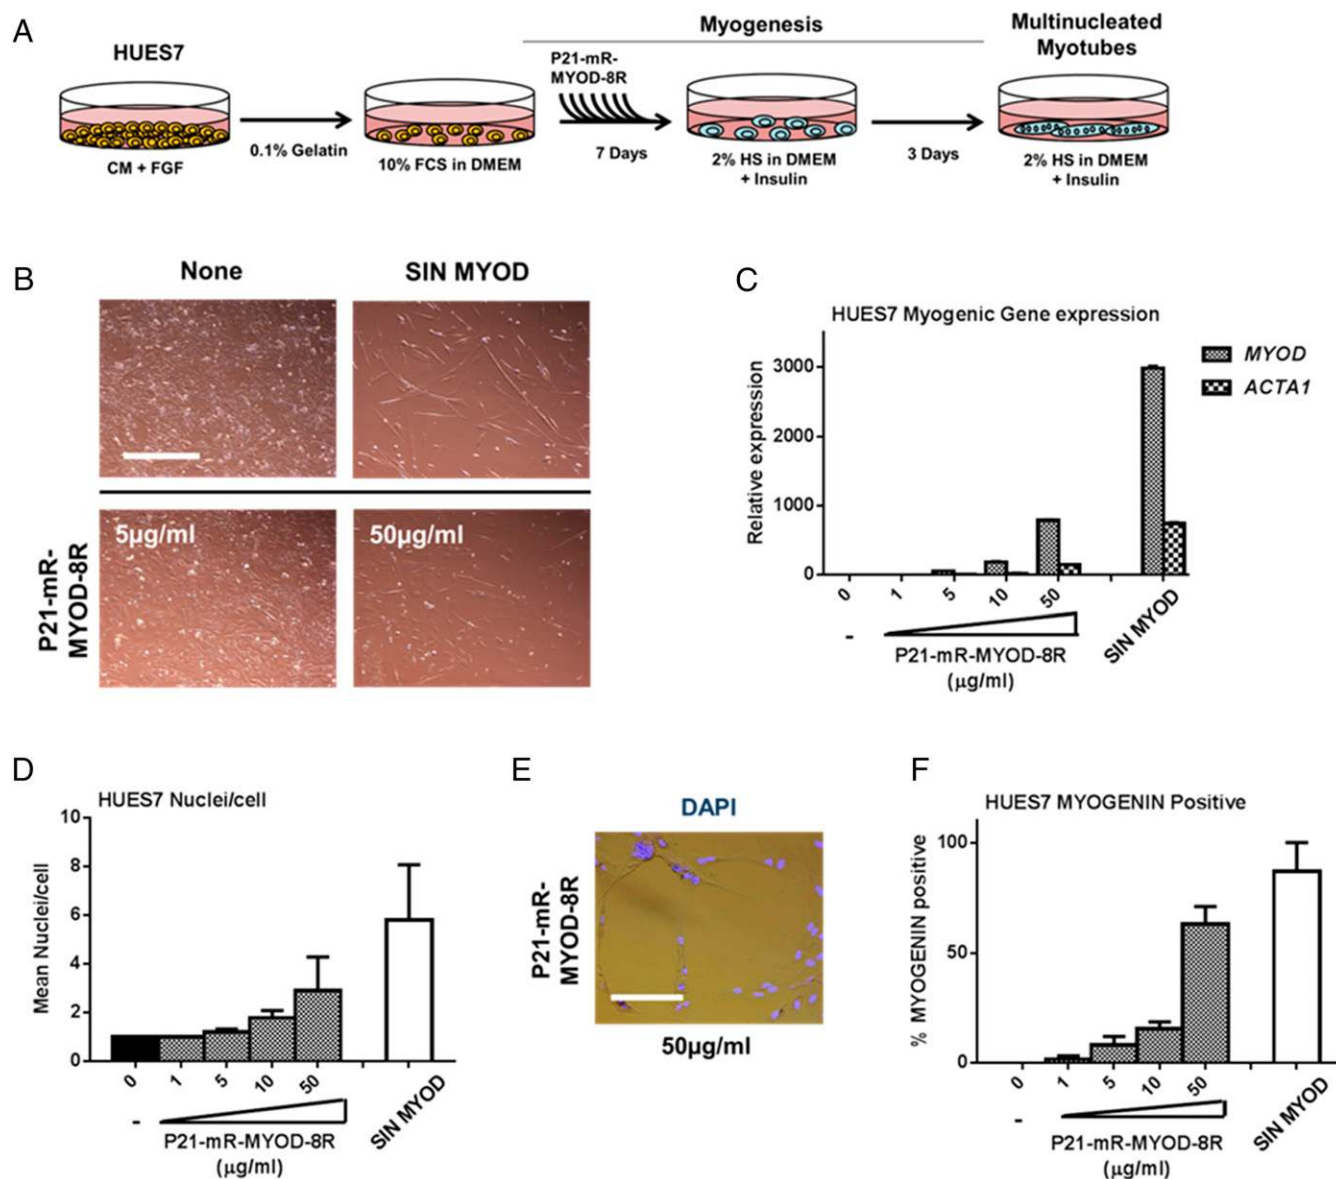 A
HUES7
CM + FGF
0.1% Gelatin
10% FCS in DMEM
Myogenesis
P21-mR-
MYOD-8R
7 Days
2% HS in DMEM
+ Insulin
3 Days
Multinucleated
Myotubes
2% HS in DMEM
+ Insulin
B
None
SIN MYOD
P21-mR-
MYOD-8R
5µg/ml
50µg/ml
C
HUES7 Myogenic Gene expression
Relative expression
3000
2000
1000
0
MYOD
ACTA1
0
1
5
10
50
SIN MYOD
-
P21-mR-MYOD-8R
(µg/ml)
D
HUES7 Nuclei/cell
Mean Nuclei/cell
10
8
6
4
2
0
0
1
5
10
50
SIN MYOD
-
P21-mR-MYOD-8R
(µg/ml)
E
DAPI
P21-mR-
MYOD-8R
50µg/ml
F
HUES7 MYOGENIN Positive
% MYOGENIN positive
100
50
0
0
1
5
10
50
SIN MYOD
-
P21-mR-MYOD-8R
(µg/ml)